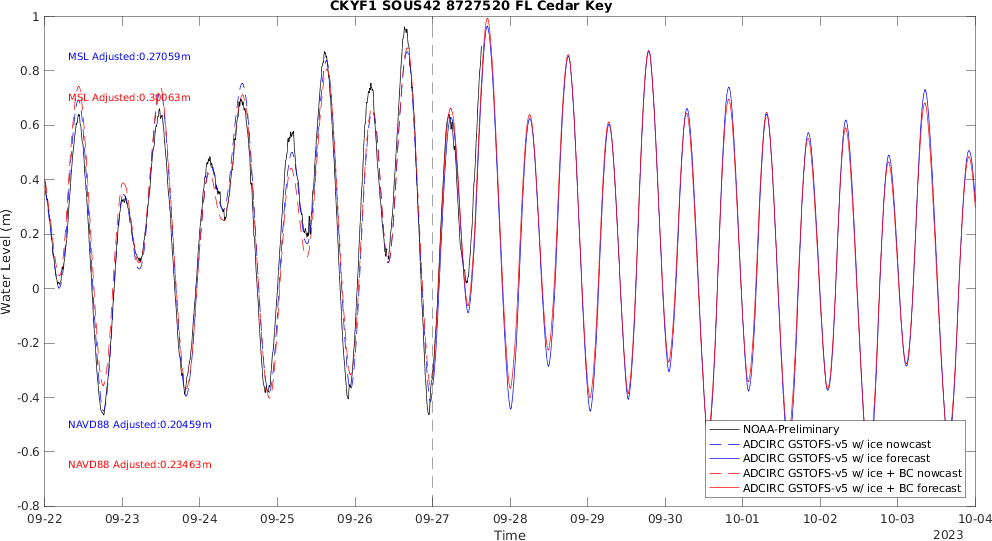 CKYF1 SOUS42 8727520 FL Cedar Key
Water Level (m)
1
0.8
0.6
0.4
0.2
0
-0.2
-0.4
-0.6
-0.8
MSL Adjusted:0.27059m
MSL Adjusted:0.30063m
NAVD88 Adjusted:0.20459m
NAVD88 Adjusted:0.23463m
NOAA-Preliminary
ADCIRC GSTOFS-v5 w/ ice nowcast
ADCIRC GSTOFS-v5 w/ ice forecast
ADCIRC GSTOFS-v5 w/ ice + BC nowcast
ADCIRC GSTOFS-v5 w/ ice + BC forecast
09-22 09-23 09-24 09-25 09-26 09-27 09-28 09-29 09-30 10-01 10-02 10-03 10-04
Time
2023